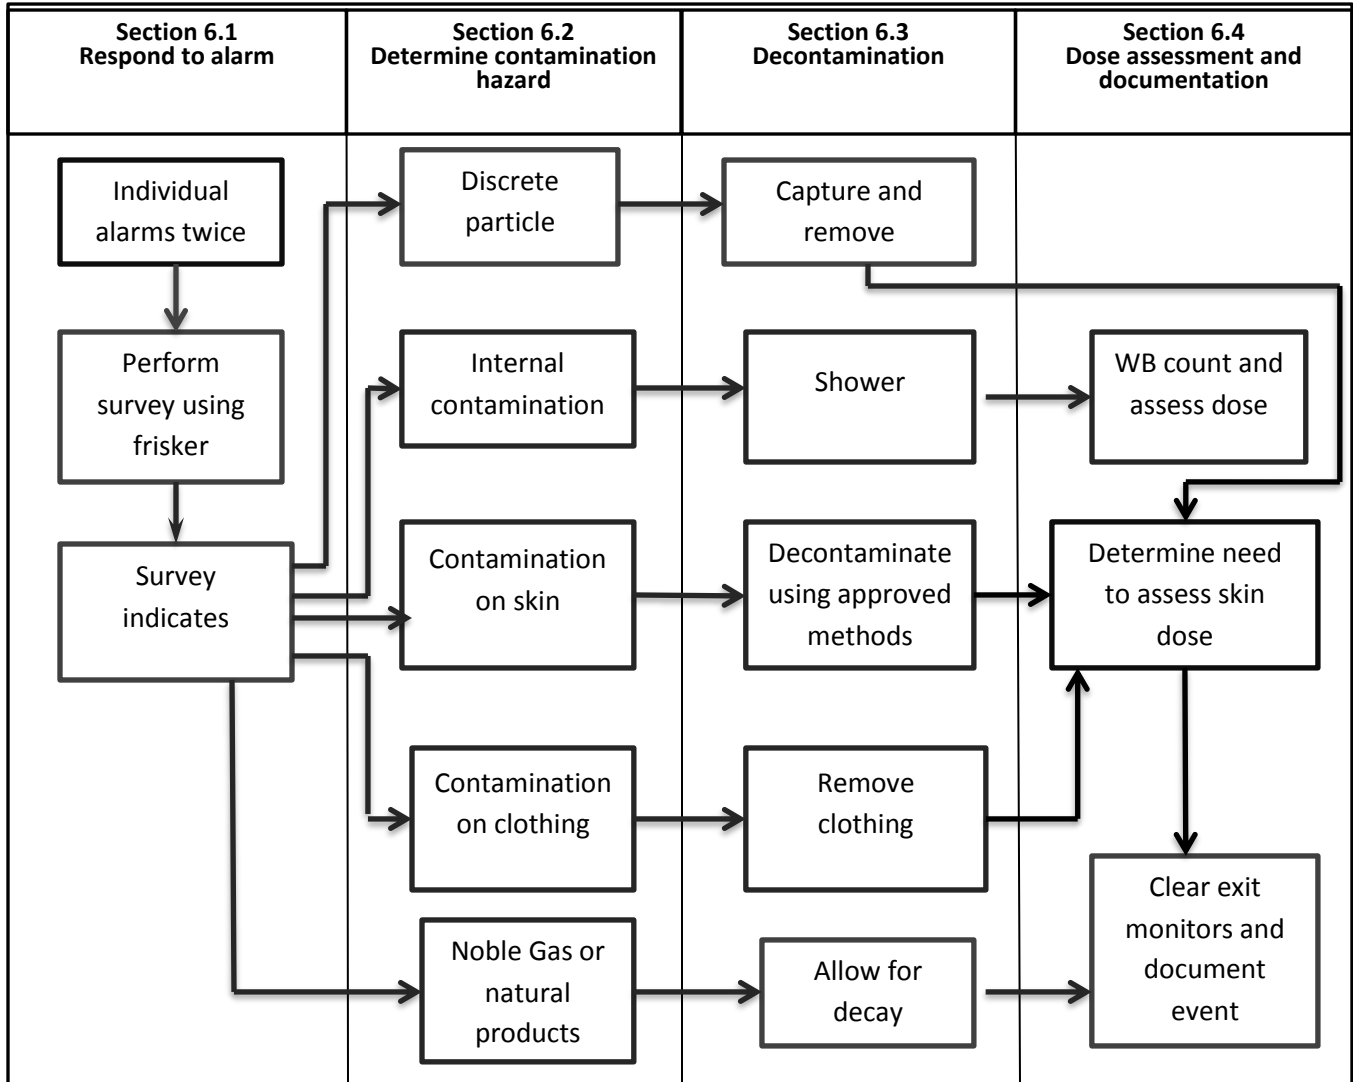 Section 6.1
Respond to alarm
Section 6.2
Determine contamination
hazard
Section 6.3
Decontamination
Section 6.4
Dose assessment and
documentation
Individual
alarms twice
Discrete
particle
Capture and
remove
Perform
survey using
frisker
Internal
contamination
Shower
WB count and
assess dose
Survey
indicates
Contamination
on skin
Decontaminate
using approved
methods
Determine need
to assess skin
dose
Contamination
on clothing
Remove
clothing
Clear exit
monitors and
document
event
Noble Gas or
natural
products
Allow for
decay